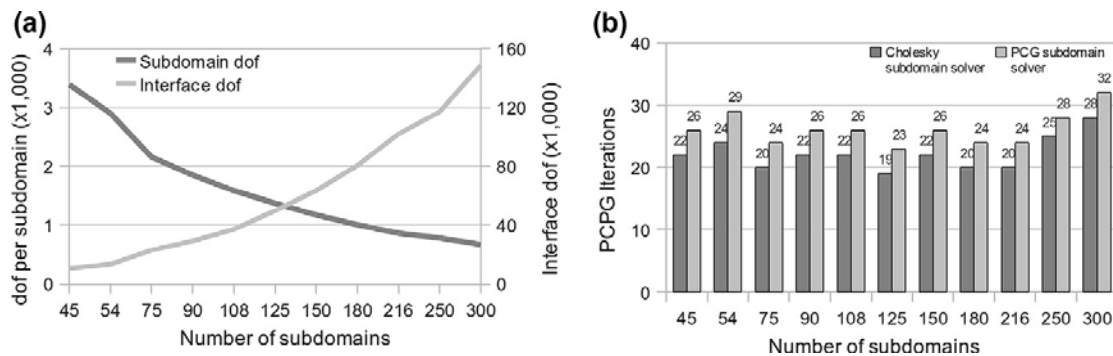 (a)
4
3
2
1
0
dof per subdomain (x1,000)
Subdomain dof
Interface dof
160
120
80
40
0
Interface dof (x1,000)
45 54 75 90 108 125 150 180 216 250 300
Number of subdomains
(b)
40
30
20
10
0
PCPG Iterations
Cholesky subdomain solver
PCG subdomain solver
22 26 24 29 20 24 22 26 22 26 19 23 22 26 20 24 20 24 25 28 28 32
45 54 75 90 108 125 150 180 216 250 300
Number of subdomains